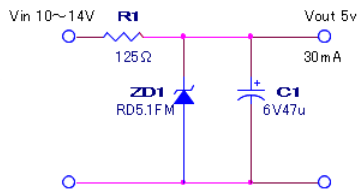 Vin 10～14V R1 Vout 5v
125Ω 30mA
ZD1 C1
RD5.1FM 6V47u
+